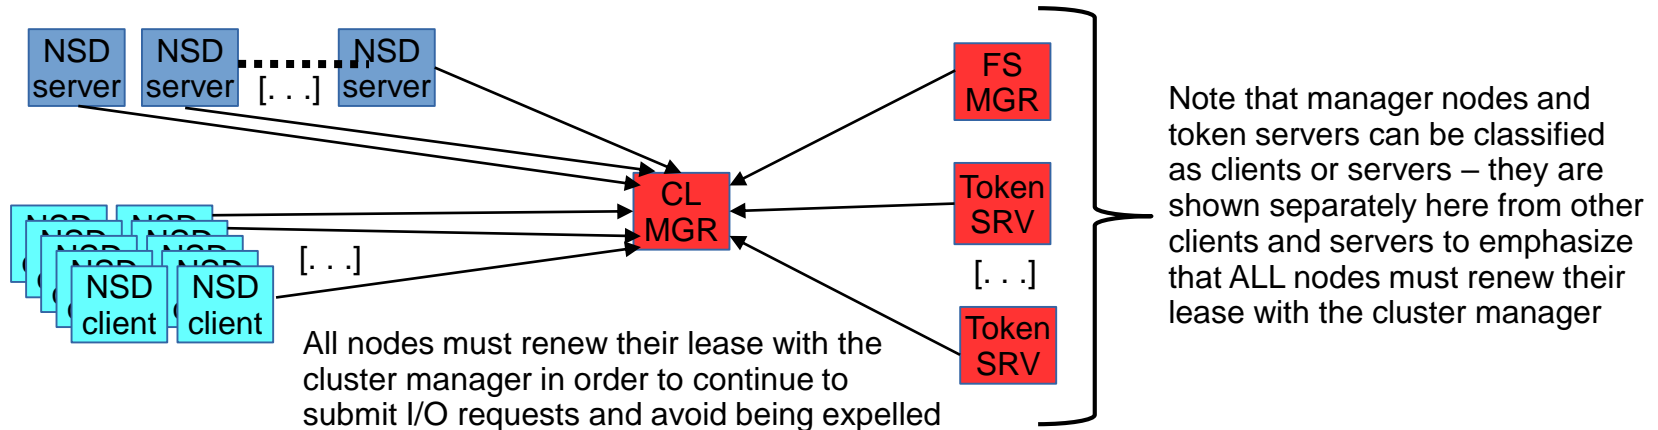 NSD
server
NSD
server
[. . .]
NSD
server
FS
MGR
CL
MGR
Token
SRV
[. . .]
Token
SRV
NSD
NSD
NSD
client
NSD
client
[. . .]
All nodes must renew their lease with the
cluster manager in order to continue to
submit I/O requests and avoid being expelled
Note that manager nodes and
token servers can be classified
as clients or servers – they are
shown separately here from other
clients and servers to emphasize
that ALL nodes must renew their
lease with the cluster manager